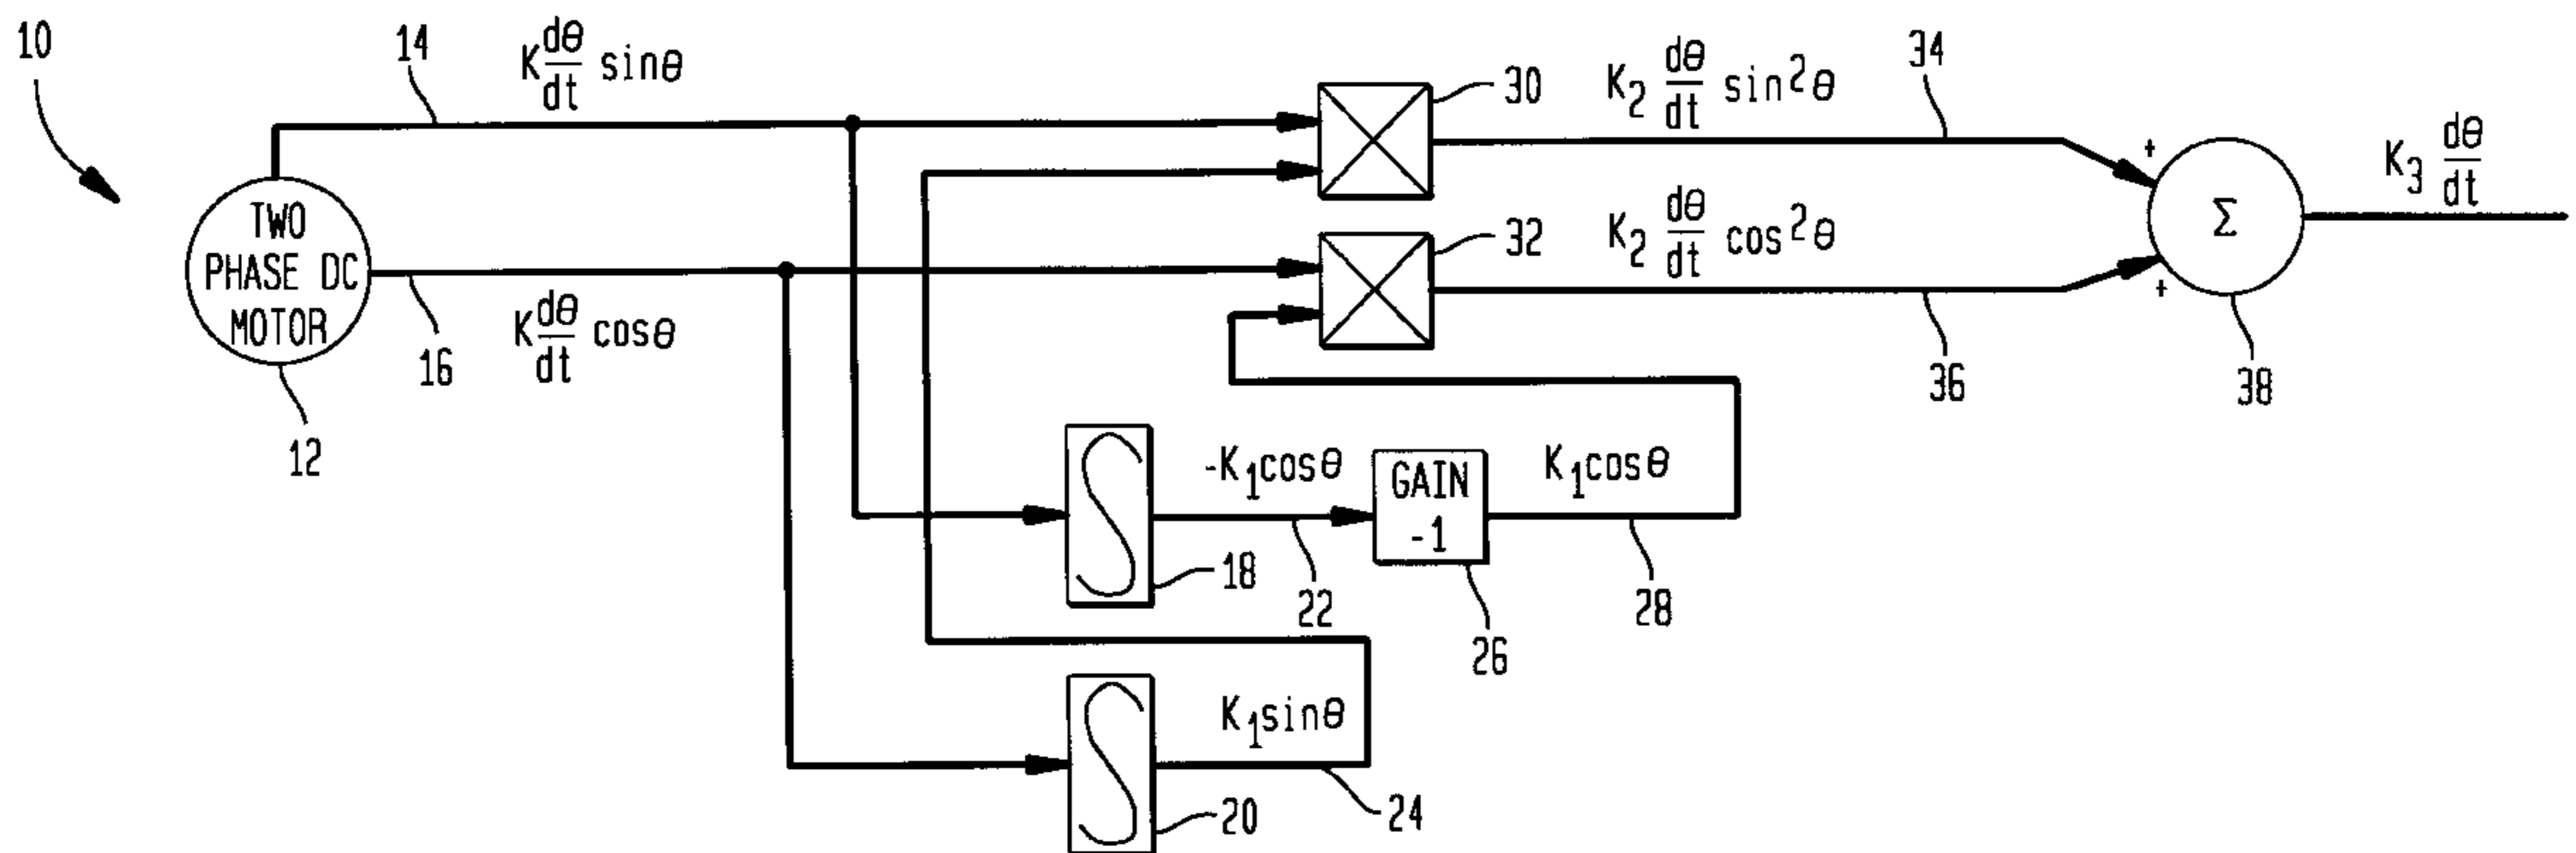 10
14
K dθ/dt sinθ
30
K₂ dθ/dt sin²θ
34
+
K₃ dθ/dt
TWO
PHASE DC
MOTOR
12
16
K dθ/dt cosθ
32
K₂ dθ/dt cos²θ
36
+
Σ
38
∫
18
-K₁cosθ
22
GAIN
-1
26
K₁cosθ
28
∫
20
K₁sinθ
24